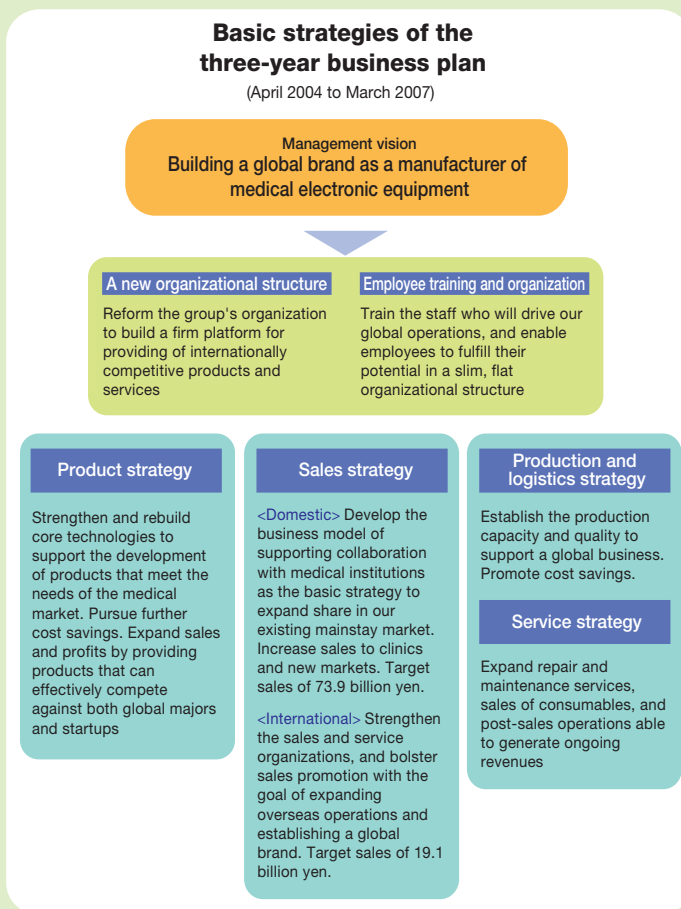 Basic strategies of the
three-year business plan
(April 2004 to March 2007)
Management vision
Building a global brand as a manufacturer of
medical electronic equipment
A new organizational structure
Reform the group's organization
to build a firm platform for
providing of internationally
competitive products and
services
Employee training and organization
Train the staff who will drive our
global operations, and enable
employees to fulfill their
potential in a slim, flat
organizational structure
Product strategy
Strengthen and rebuild
core technologies to
support the development
of products that meet the
needs of the medical
market. Pursue further
cost savings. Expand sales
and profits by providing
products that can
effectively compete
against both global majors
and startups
Sales strategy
<Domestic> Develop the
business model of
supporting collaboration
with medical institutions
as the basic strategy to
expand share in our
existing mainstay market.
Increase sales to clinics
and new markets. Target
sales of 73.9 billion yen.
<International> Strengthen
the sales and service
organizations, and bolster
sales promotion with the
goal of expanding
overseas operations and
establishing a global
brand. Target sales of 19.1
billion yen.
Production and
logistics strategy
Establish the production
capacity and quality to
support a global business.
Promote cost savings.
Service strategy
Expand repair and
maintenance services,
sales of consumables, and
post-sales operations able
to generate ongoing
revenues